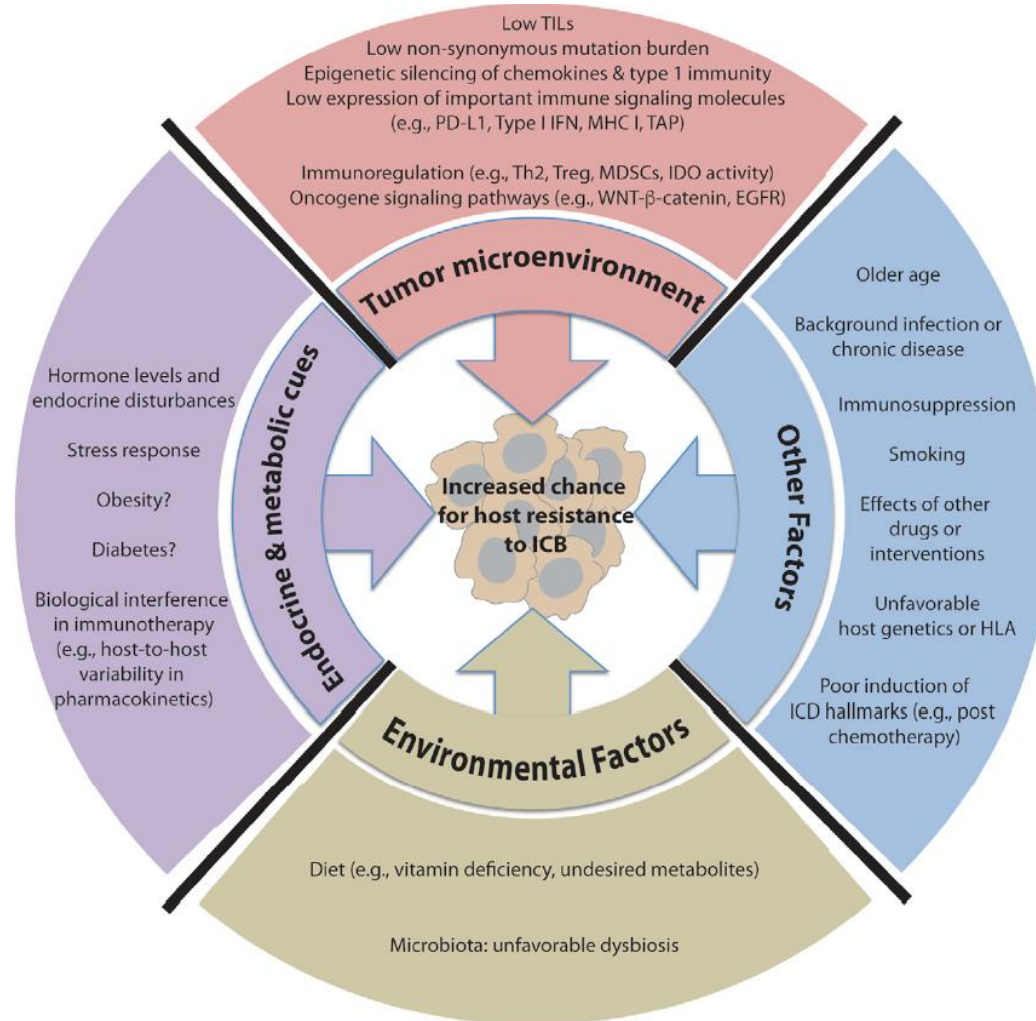 Low TILs
Low non-synonymous mutation burden
Epigenetic silencing of chemokines & type 1 immunity
Low expression of important immune signaling molecules
(e.g., PD-L1, Type I IFN, MHC I, TAP)
Immunoregulation (e.g., Th2, Treg, MDSCs, IDO activity)
Oncogene signaling pathways (e.g., WNT-β-catenin, EGFR)
Tumor microenvironment
Hormone levels and
endocrine disturbances
Stress response
Obesity?
Diabetes?
Biological interference
in immunotherapy
(e.g., host-to-host
variability in
pharmacokinetics)
Endocrine & metabolic cues
Increased chance
for host resistance
to ICB
Other Factors
Older age
Background infection or
chronic disease
Immunosuppression
Smoking
Effects of other
drugs or
interventions
Unfavorable
host genetics or HLA
Poor induction of
ICD hallmarks (e.g., post
chemotherapy)
Environmental Factors
Diet (e.g., vitamin deficiency, undesired metabolites)
Microbiota: unfavorable dysbiosis